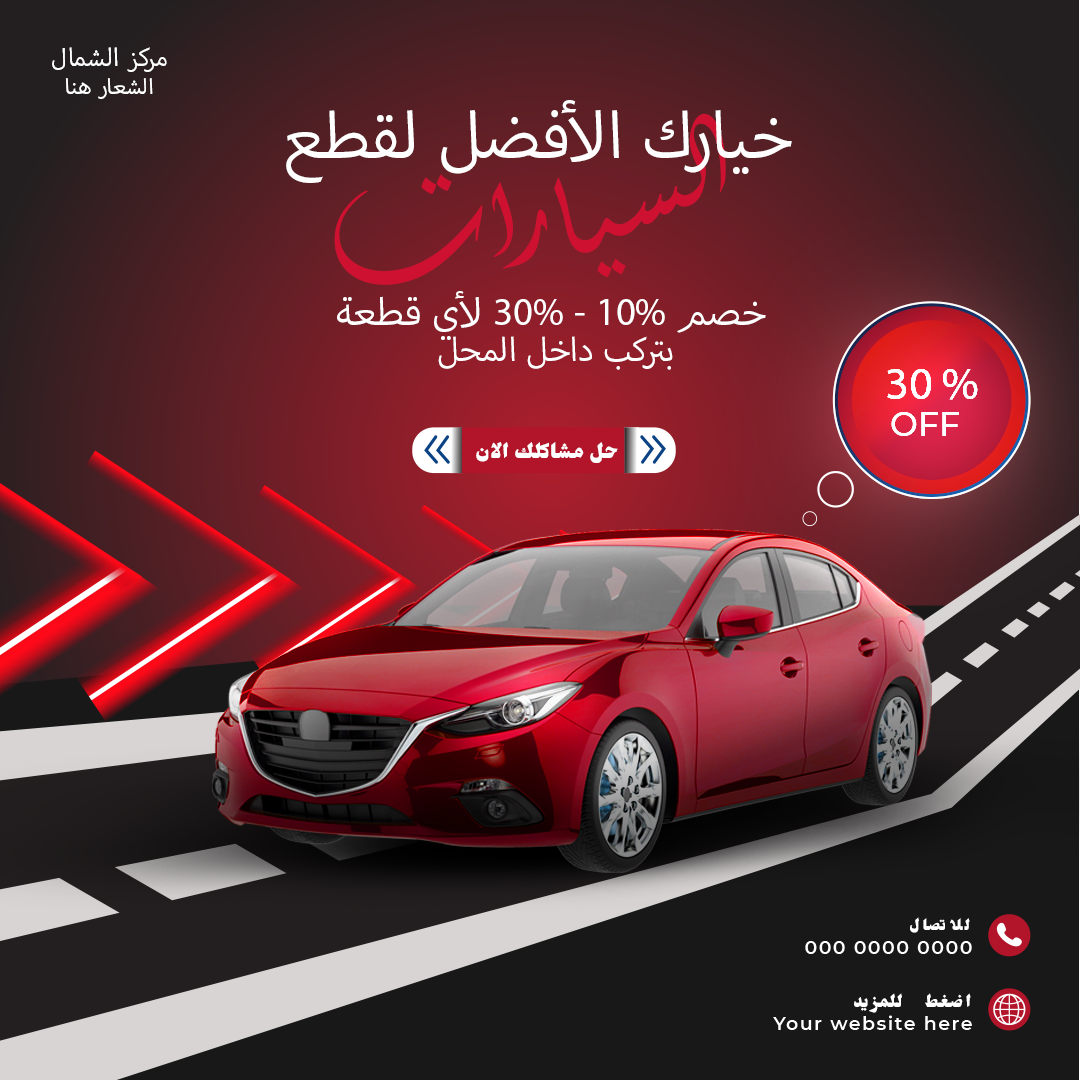 مركز الشمال
الشعار هنا
خيارك الأفضل لقطع
السيارات
خصم 10% - 30% لأي قطعة
بتركب داخل المحل
حل مشاكلك الان
30 %
OFF
للاتصال
000 0000 0000
اضغط للمزيد
Your website here